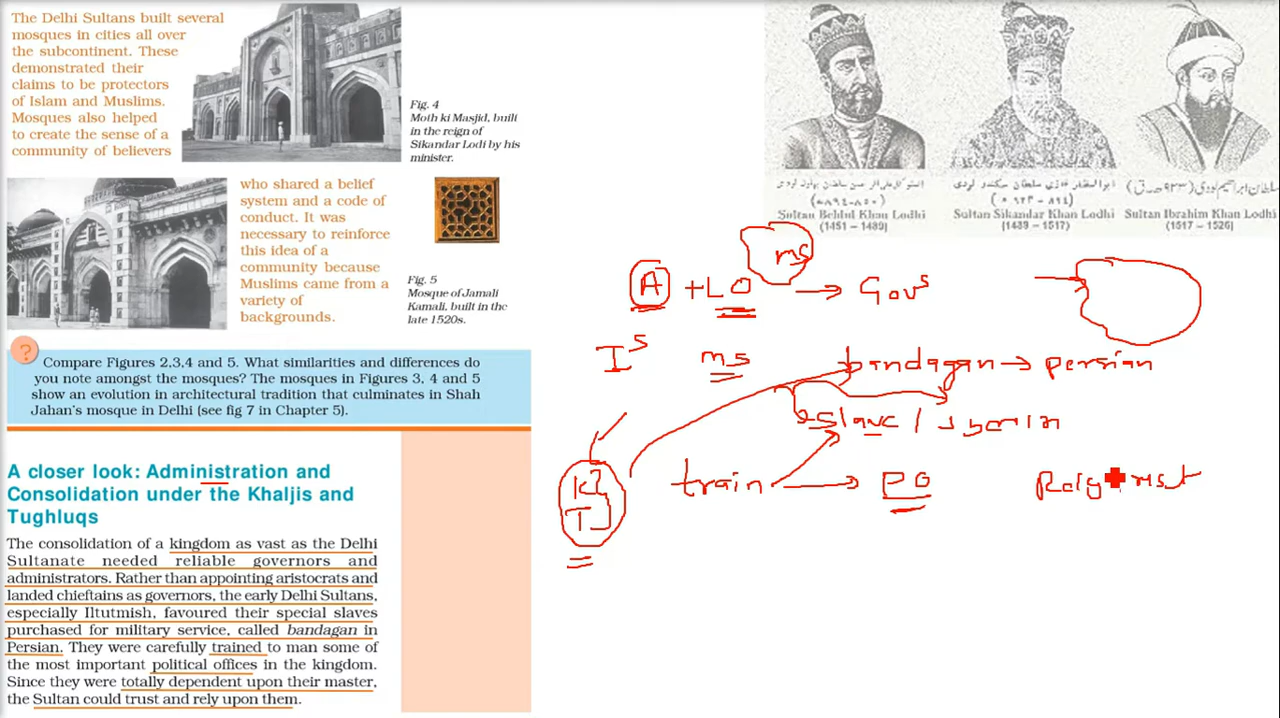 The Delhi Sultans built several
mosques in cities all over
the subcontinent. These
demonstrated their
claims to be protectors
of Islam and Muslims.
Mosques also helped
to create the sense of a
community of believers
Fig. 4
Moth ki Masjid, built
in the reign of
Sikandar Lodi by his
minister.
who shared a belief
system and a code of
conduct. It was
necessary to reinforce
this idea of a
community because
Muslims came from a
variety of
backgrounds.
Fig. 5
Mosque of Jamali
Kamali, built in the
late 1520s.
?
Compare Figures 2,3,4 and 5. What similarities and differences do
you note amongst the mosques? The mosques in Figures 3, 4 and 5
show an evolution in architectural tradition that culminates in Shah
Jahan's mosque in Delhi (see fig 7 in Chapter 5).
A closer look: Administration and
Consolidation under the Khaljis and
Tughluqs
The consolidation of a kingdom as vast as the Delhi
Sultanate needed reliable governors and
administrators. Rather than appointing aristocrats and
landed chieftains as governors, the early Delhi Sultans,
especially Iltutmish, favoured their special slaves
purchased for military service, called bandagan in
Persian. They were carefully trained to man some of
the most important political offices in the kingdom.
Since they were totally dependent upon their master,
the Sultan could trust and rely upon them.
Sultan Behlul Khan Lodhi
(1451 - 1489)
Sultan Sikandar Khan Lodhi
(1489 - 1517)
Sultan Ibrahim Khan Lodhi
(1517 - 1526)
ms
A + LO → Govs
Is ms bandagan → persian
slave /
K
T
train → PO